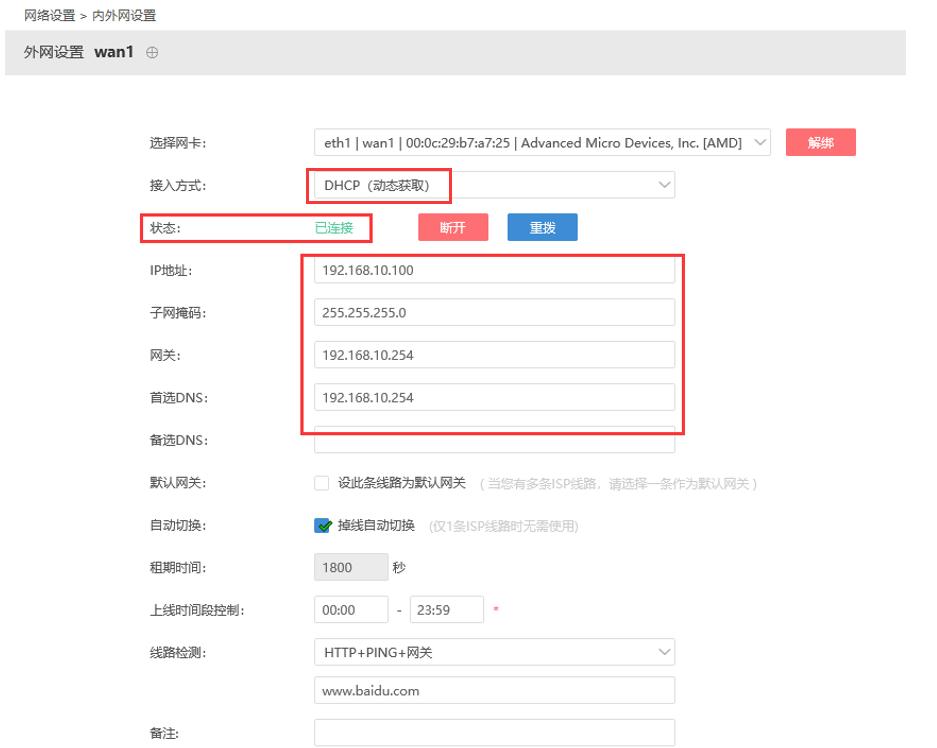 网络设置 > 内外网设置
外网设置 wan1
选择网卡: eth1 | wan1 | 00:0c:29:b7:a7:25 | Advanced Micro Devices, Inc. [AMD] 解绑
接入方式: DHCP（动态获取）
状态: 已连接 断开 重拨
IP地址: 192.168.10.100
子网掩码: 255.255.255.0
网关: 192.168.10.254
首选DNS: 192.168.10.254
备选DNS:
默认网关: 设此条线路为默认网关 （当您有多条ISP线路，请选择一条作为默认网关）
自动切换: 掉线自动切换 (仅1条ISP线路时无需使用)
租期时间: 1800 秒
上线时间段控制: 00:00 - 23:59 *
线路检测: HTTP+PING+网关
www.baidu.com
备注: